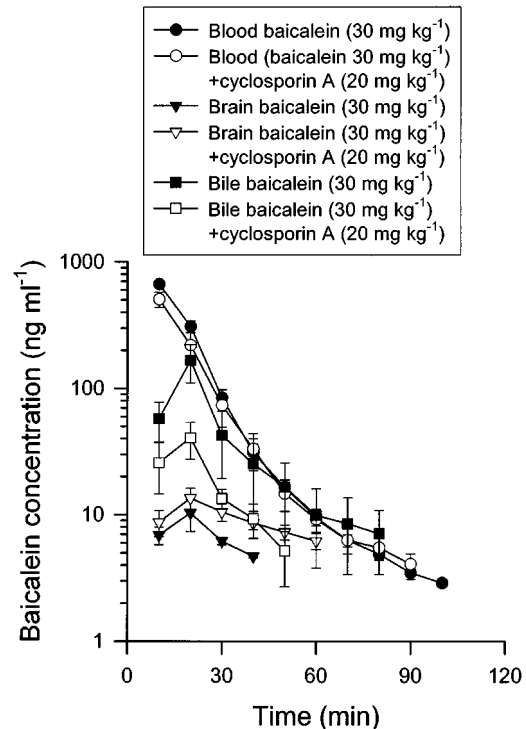 Blood baicalein (30 mg kg⁻¹)
Blood (baicalein 30 mg kg⁻¹)
+cyclosporin A (20 mg kg⁻¹)
Brain baicalein (30 mg kg⁻¹)
Brain baicalein (30 mg kg⁻¹)
+cyclosporin A (20 mg kg⁻¹)
Bile baicalein (30 mg kg⁻¹)
Bile baicalein (30 mg kg⁻¹)
+cyclosporin A (20 mg kg⁻¹)
Baicalein concentration (ng ml⁻¹)
1000
100
10
1
0 30 60 90 120
Time (min)